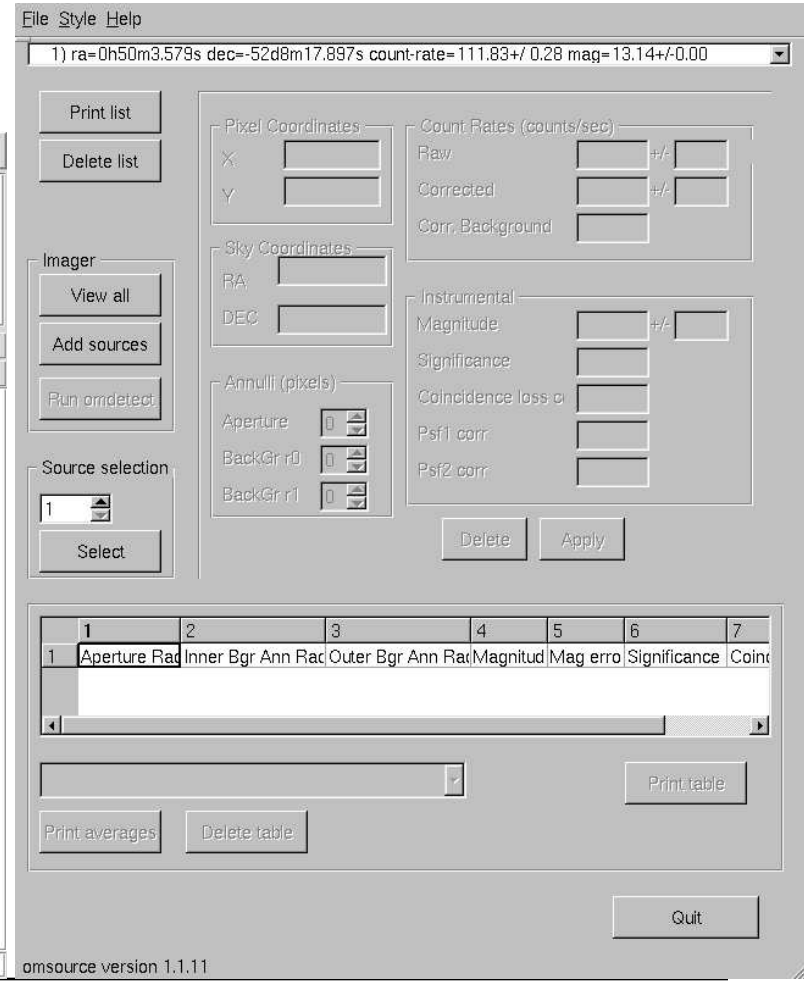 File Style Help
1) ra=0h50m3.579s dec=-52d8m17.897s count-rate=111.83+/ 0.28 mag=13.14+/-0.00
Print list
Delete list
Pixel Coordinates
X
Y
Count Rates (counts/sec)
Raw +/-
Corrected +/-
Corr. Background
Imager
View all
Add sources
Run omdetect
Sky Coordinates
RA
DEC
Instrumental
Magnitude +/-
Significance
Coincidence loss c
Psf1 corr
Psf2 corr
Annulli (pixels)
Aperture 0
BackGr r0 0
BackGr r1 0
Source selection
1
Select
Delete Apply
1 2 3 4 5 6 7
1 Aperture Rad Inner Bgr Ann Rad Outer Bgr Ann Rad Magnitud Mag erro Significance Coin
Print table
Print averages Delete table
Quit
omsource version 1.1.11